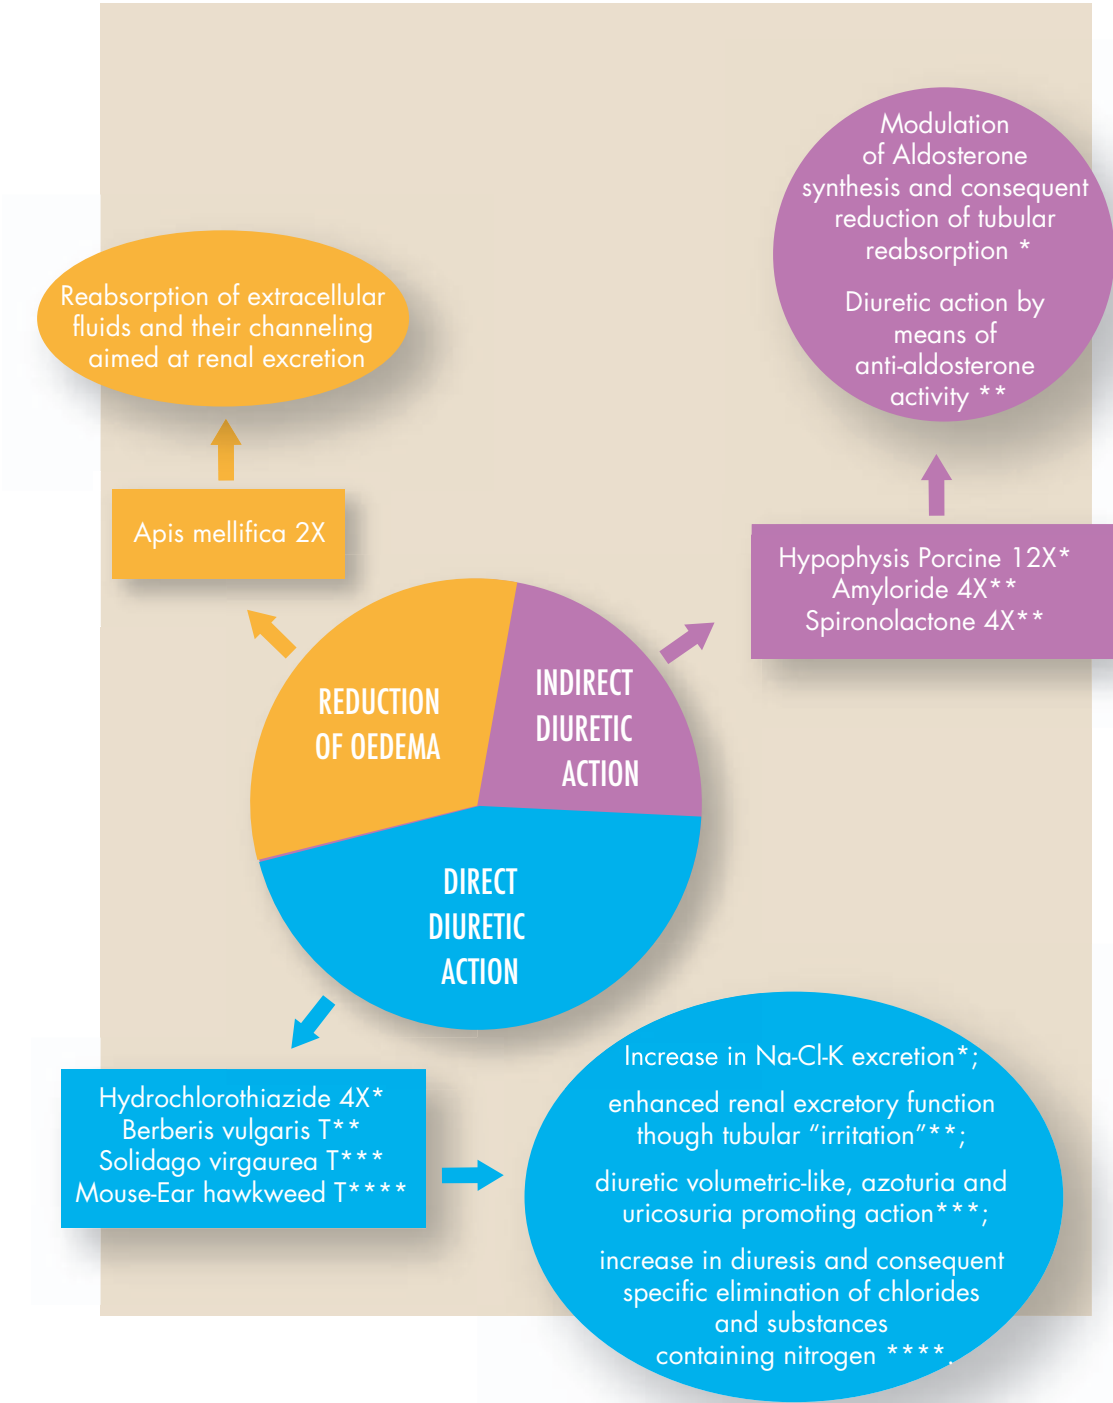 Modulation
of Aldosterone
synthesis and consequent
reduction of tubular
reabsorption *
Diuretic action by
means of
anti-aldosterone
activity **
Reabsorption of extracellular
fluids and their channeling
aimed at renal excretion
Apis mellifica 2X
Hypophysis Porcine 12X*
Amyloride 4X**
Spironolactone 4X**
REDUCTION
OF OEDEMA
INDIRECT
DIURETIC
ACTION
DIRECT
DIURETIC
ACTION
Hydrochlorothiazide 4X*
Berberis vulgaris T**
Solidago virgaurea T***
Mouse-Ear hawkweed T****
Increase in Na-Cl-K excretion*;
enhanced renal excretory function
though tubular “irritation”**;
diuretic volumetric-like, azoturia and
uricosuria promoting action***;
increase in diuresis and consequent
specific elimination of chlorides
and substances
containing nitrogen ****.